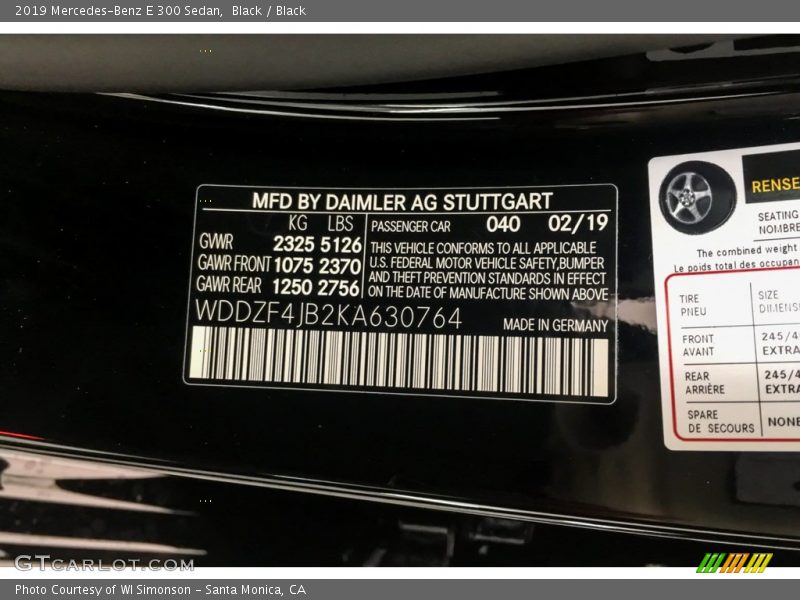 2019 Mercedes-Benz E 300 Sedan, Black / Black
MFD BY DAIMLER AG STUTTGART
KG LBS
GVWR 2325 5126
GAWR FRONT 1075 2370
GAWR REAR 1250 2756
PASSENGER CAR 040 02/19
THIS VEHICLE CONFORMS TO ALL APPLICABLE
U.S. FEDERAL MOTOR VEHICLE SAFETY, BUMPER
AND THEFT PREVENTION STANDARDS IN EFFECT
ON THE DATE OF MANUFACTURE SHOWN ABOVE
WDDZF4JB2KA630764
MADE IN GERMANY
RENSE
SEATING
NOMBRE
The combined weight
Le poids total des occupan
TIRE SIZE
PNEU DIMENSI
FRONT 245/4
AVANT EXTRA
REAR 245/4
ARRIÈRE EXTRA
SPARE NONE
DE SECOURS
GTCARLOT.COM
Photo Courtesy of WI Simonson - Santa Monica, CA